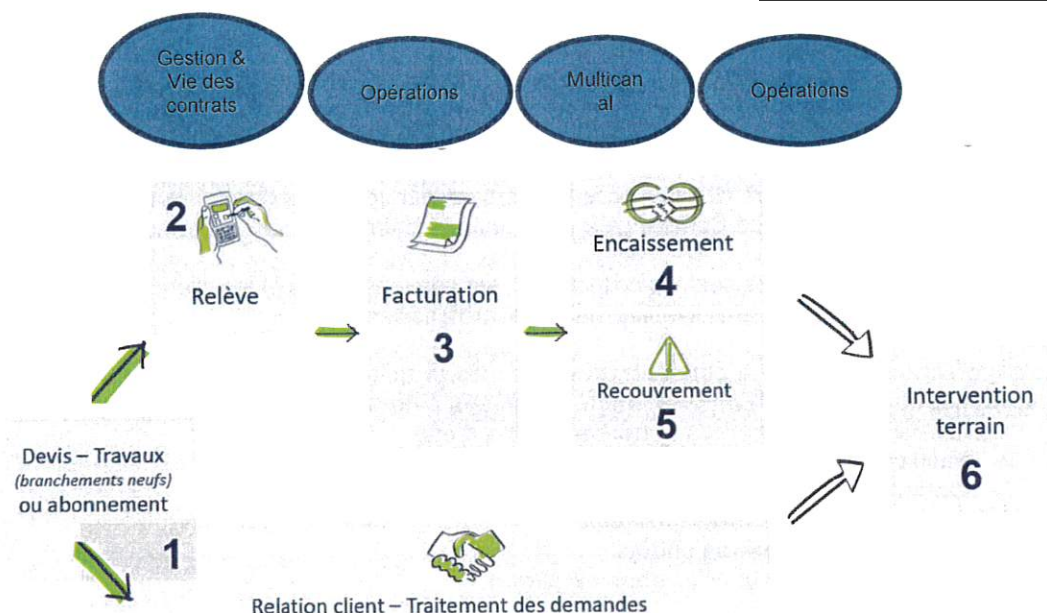 Gestion &
Vie des
contrats
Opérations
Multican
al
Opérations
2
Relève
Facturation
3
Encaissement
4
Recouvrement
5
Intervention
terrain
6
Devis – Travaux
(branchements neufs)
ou abonnement
1
Relation client – Traitement des demandes